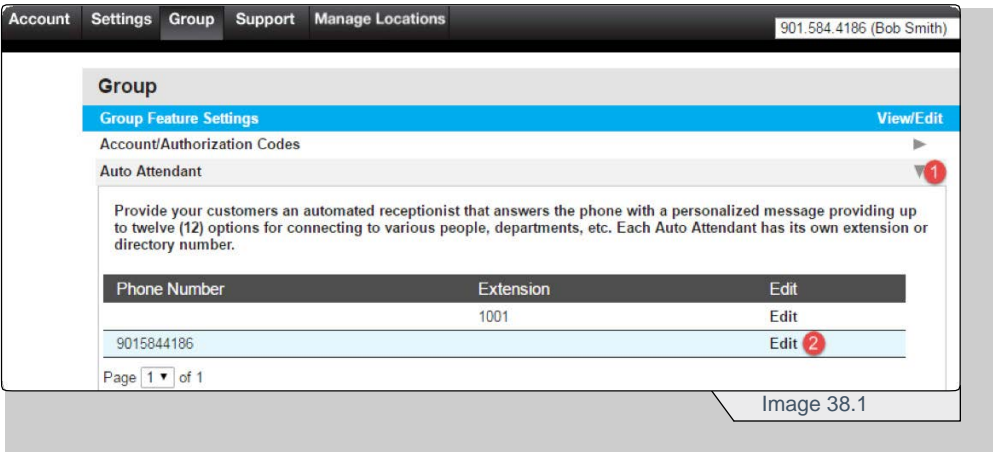 Account Settings Group Support Manage Locations
901.584.4186 (Bob Smith)
Group
Group Feature Settings View/Edit
Account/Authorization Codes
Auto Attendant 1
Provide your customers an automated receptionist that answers the phone with a personalized message providing up
to twelve (12) options for connecting to various people, departments, etc. Each Auto Attendant has its own extension or
directory number.
Phone Number Extension Edit
1001 Edit
9015844186 Edit 2
Page 1 of 1
Image 38.1